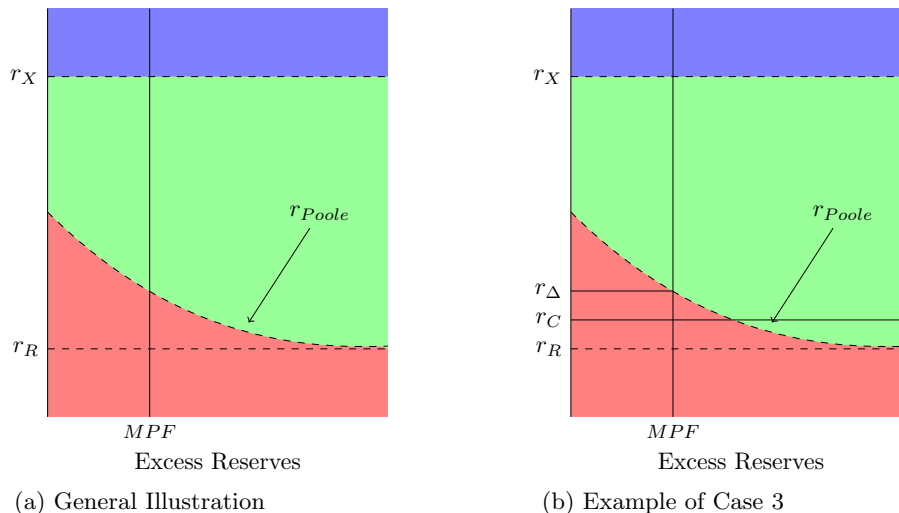 r_X
r_Poole
r_R
MPF
Excess Reserves
(a) General Illustration
r_X
r_Poole
r_Δ
r_C
r_R
MPF
Excess Reserves
(b) Example of Case 3